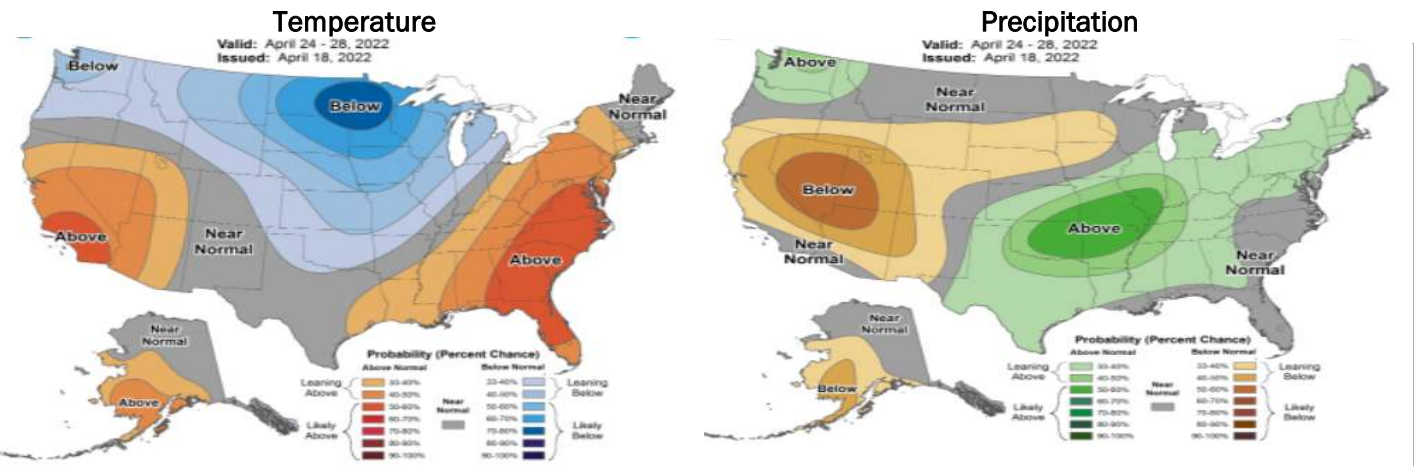 Temperature
Valid: April 24 - 28, 2022
Issued: April 18, 2022
Below
Below
Near
Normal
Above
Near
Normal
Above
Near
Normal
Above
Probability (Percent Chance)
Above Normal
Below Normal
Leaning
Above
33-40%
40-50%
Likely
Above
50-60%
60-70%
70-80%
80-90%
90-100%
Near
Normal
33-40%
40-50%
50-60%
60-70%
70-80%
80-90%
90-100%
Leaning
Below
Likely
Below
Precipitation
Valid: April 24 - 28, 2022
Issued: April 18, 2022
Above
Near
Normal
Below
Near
Normal
Above
Near
Normal
Near
Normal
Below
Probability (Percent Chance)
Above Normal
Below Normal
Leaning
Above
33-40%
40-50%
Likely
Above
50-60%
60-70%
70-80%
80-90%
90-100%
Near
Normal
33-40%
40-50%
50-60%
60-70%
70-80%
80-90%
90-100%
Leaning
Below
Likely
Below